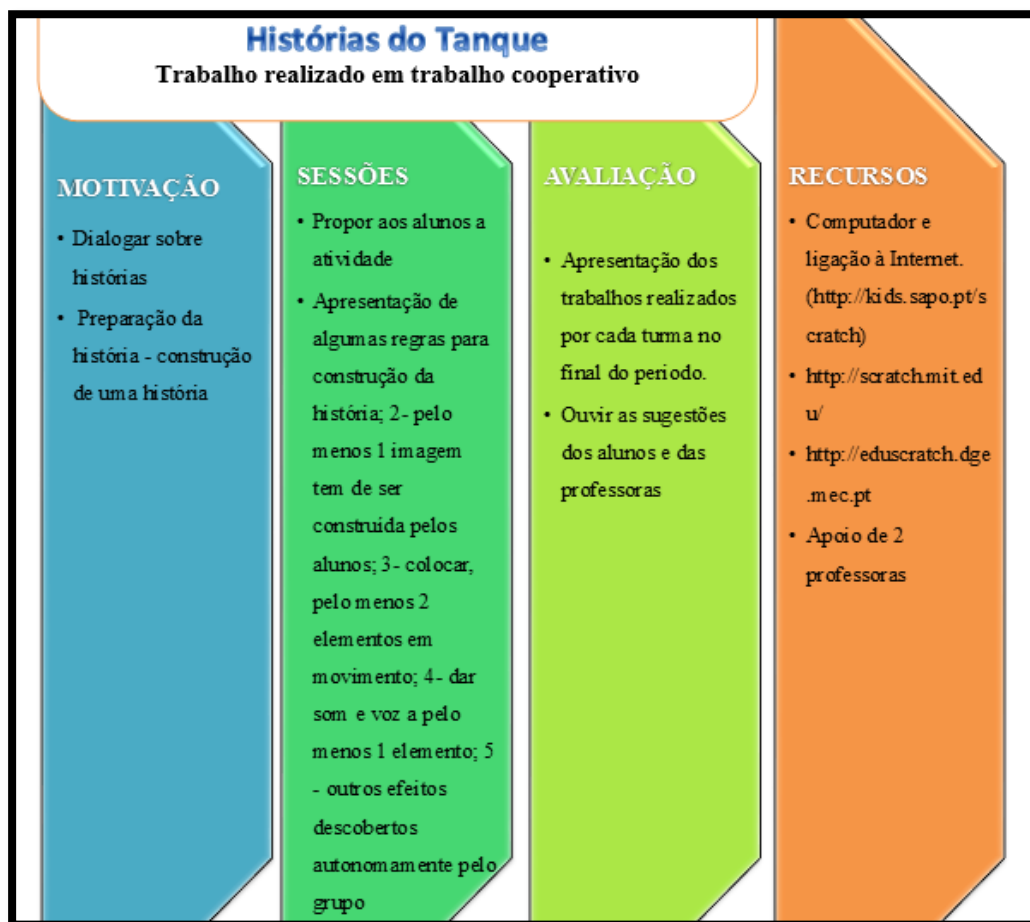 Histórias do Tanque
Trabalho realizado em trabalho cooperativo
MOTIVAÇÃO
• Dialogar sobre
histórias
• Preparação da
história - construção
de uma história
SESSÕES
• Propor aos alunos a
atividade
• Apresentação de
algumas regras para
construção da
história; 2- pelo
menos 1 imagem
tem de ser
construída pelos
alunos; 3- colocar,
pelo menos 2
elementos em
movimento; 4- dar
som e voz a pelo
menos 1 elemento; 5
- outros efeitos
descobertos
autonomamente pelo
grupo
AVALIAÇÃO
• Apresentação dos
trabalhos realizados
por cada turma no
final do periodo.
• Ouvir as sugestões
dos alunos e das
professoras
RECURSOS
• Computador e
ligação à Internet.
(http://kids.sapo.pt/s
cratch)
• http://scratch.mit.ed
u/
• http://eduscratch.dge
.mec.pt
• Apoio de 2
professoras